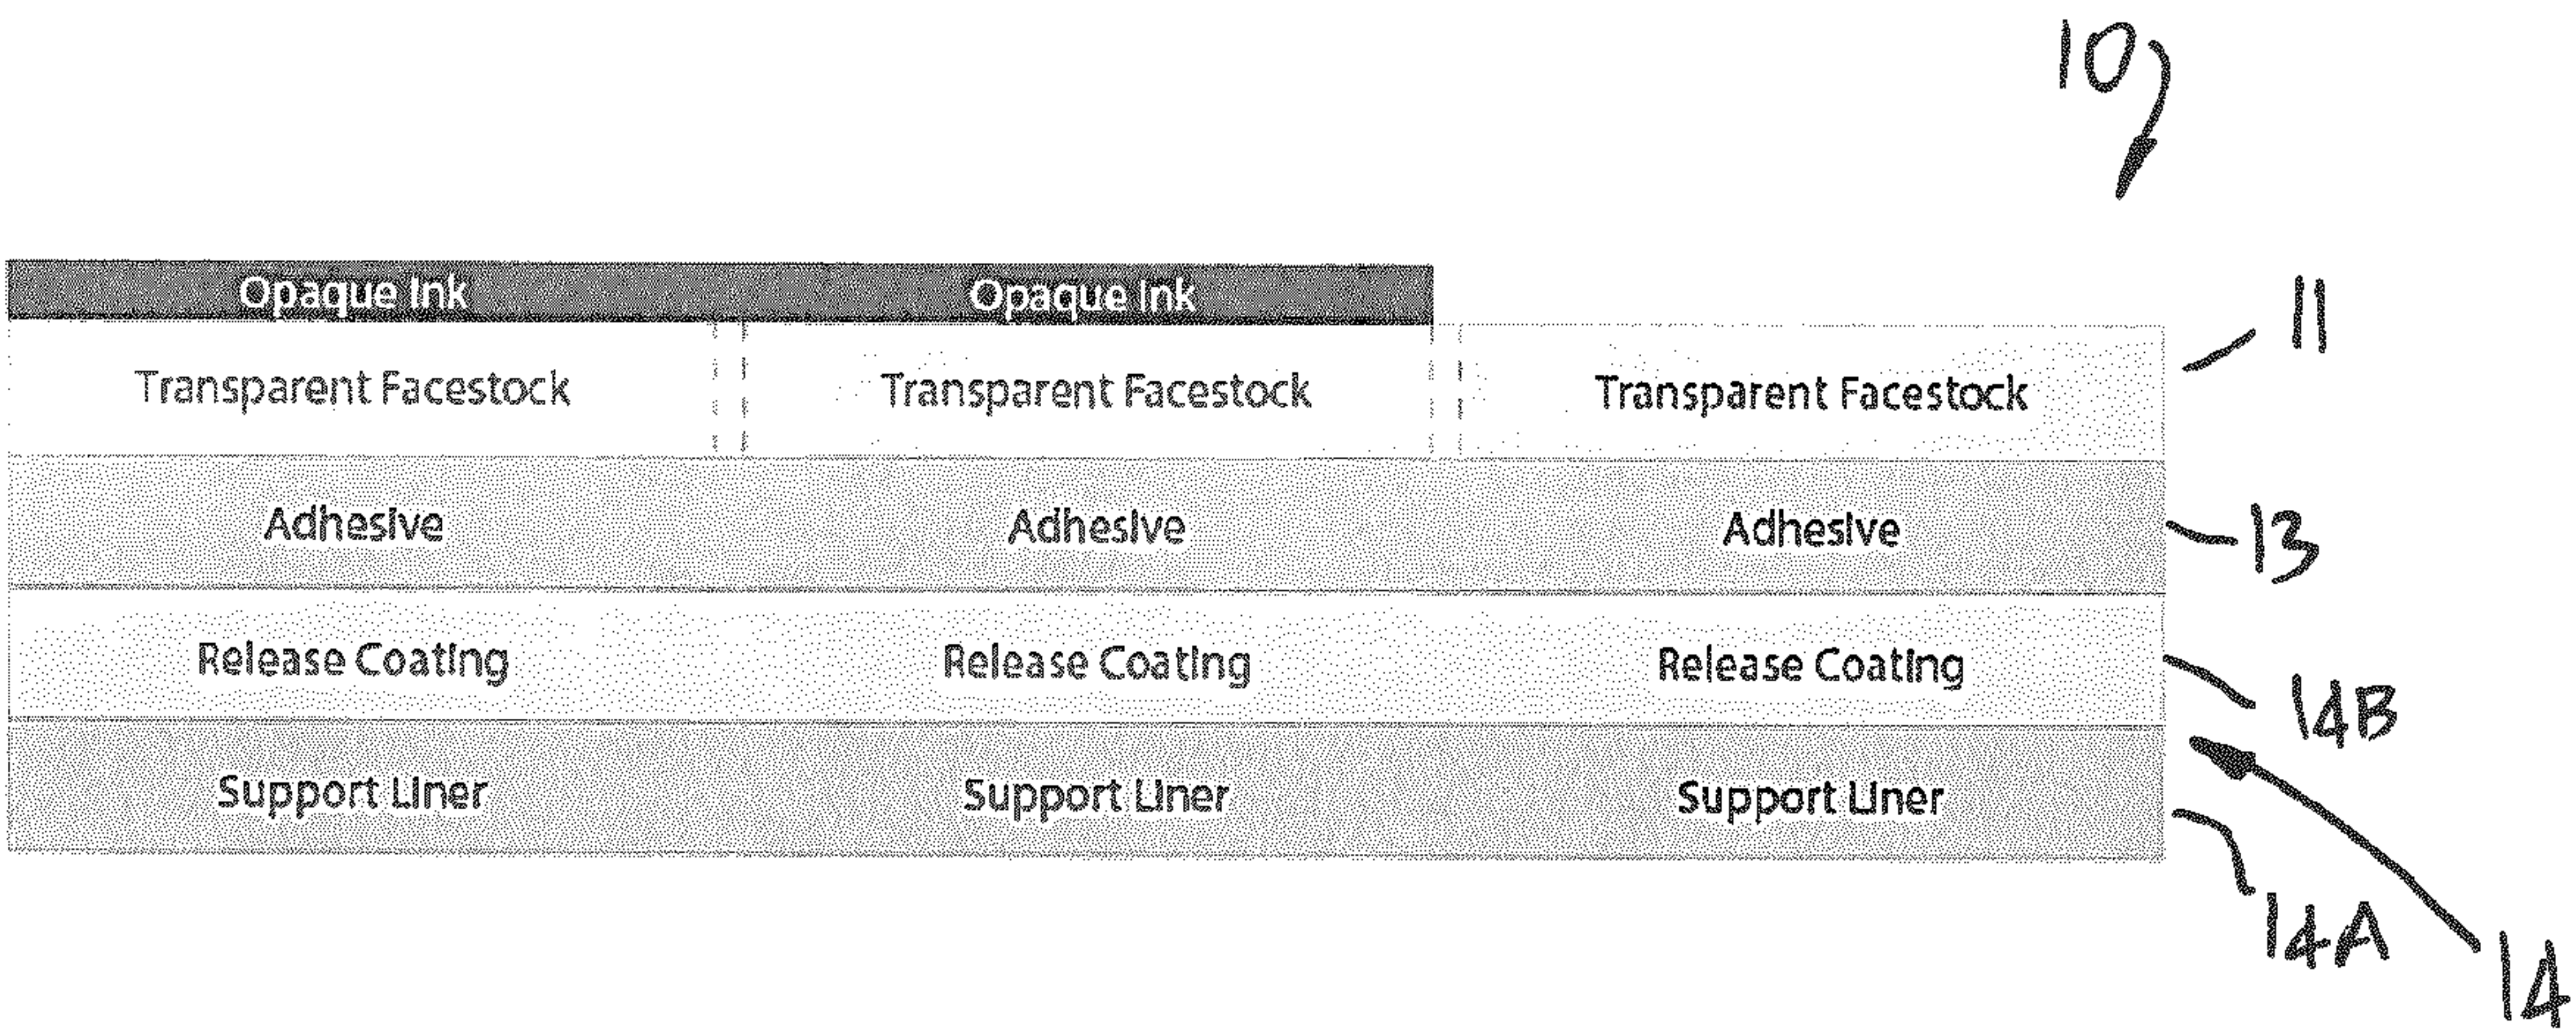 10
Opaque Ink Opaque Ink
Transparent Facestock Transparent Facestock Transparent Facestock 11
Adhesive Adhesive Adhesive 13
Release Coating Release Coating Release Coating 14B
Support Liner Support Liner Support Liner
14A
14